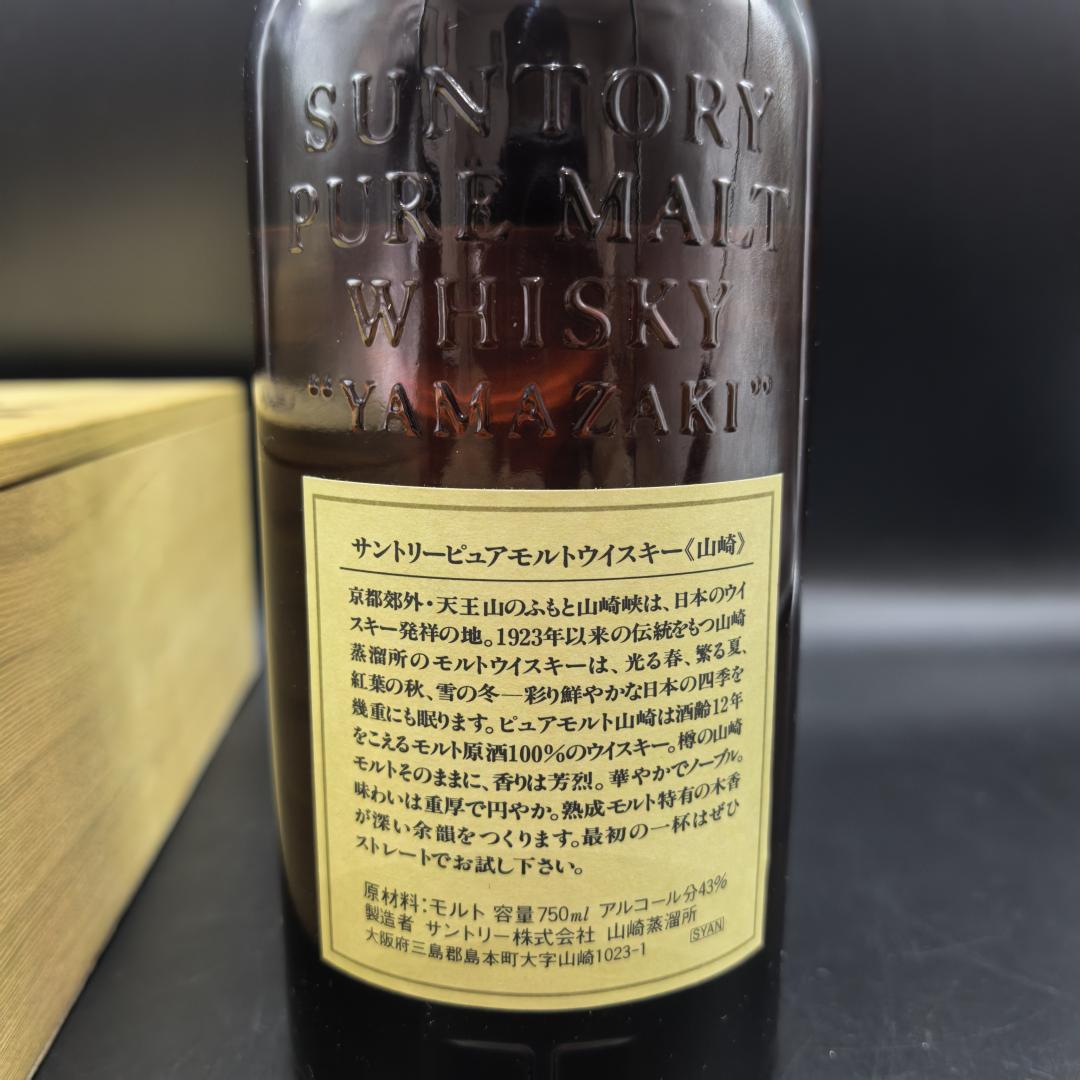 SUNTORY
PURE MALT
WHISKY
"YAMAZAKI"
サントリーピュアモルトウイスキー《山崎》
京都郊外・天王山のふもと山崎峡は、日本のウイ
スキー発祥の地。1923年以来の伝統をもつ山崎
蒸溜所のモルトウイスキーは、光る春、繁る夏、
紅葉の秋、雪の冬—彩り鮮やかな日本の四季を
幾重にも眠ります。ピュアモルト山崎は酒齢12年
をこえるモルト原酒100%のウイスキー。樽の山崎
モルトそのままに、香りは芳烈。華やかでノーブル。
味わいは重厚で円やか。熟成モルト特有の木香
が深い余韻をつくります。最初の一杯はぜひ
ストレートでお試し下さい。
原材料:モルト 容量750ml アルコール分43%
製造者 サントリー株式会社 山崎蒸溜所
大阪府三島郡島本町大字山崎1023-1 SYAN